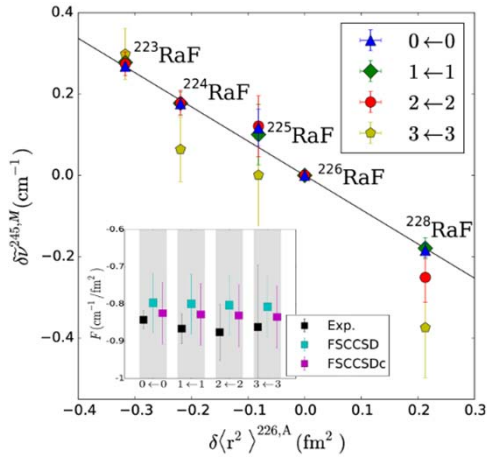 0.4
0.2
0.0
−0.2
−0.4
δν̃²⁴⁵,ᴹ(cm⁻¹)
²²³RaF
²²⁴RaF
²²⁵RaF
²²⁶RaF
²²⁸RaF
0←0
1←1
2←2
3←3
-0.6
-0.7
-0.8
-0.9
-1
F(cm⁻¹/fm²)
0←0 1←1 2←2 3←3
Exp.
FSCCSD
FSCCSDc
−0.4 −0.3 −0.2 −0.1 0.0 0.1 0.2 0.3
δ⟨r²⟩²²⁶,ᴬ (fm²)